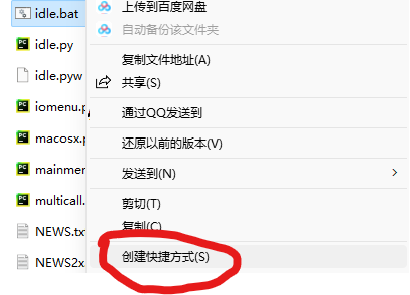 idle.bat
idle.py
idle.pyw
iomenu.p
macosx.p
mainmen
multicall.
NEWS.tx
NEWS2x
上传到百度网盘
自动备份该文件夹
复制文件地址(A)
共享(S)
通过QQ发送到
还原以前的版本(V)
发送到(N)
剪切(T)
复制(C)
创建快捷方式(S)